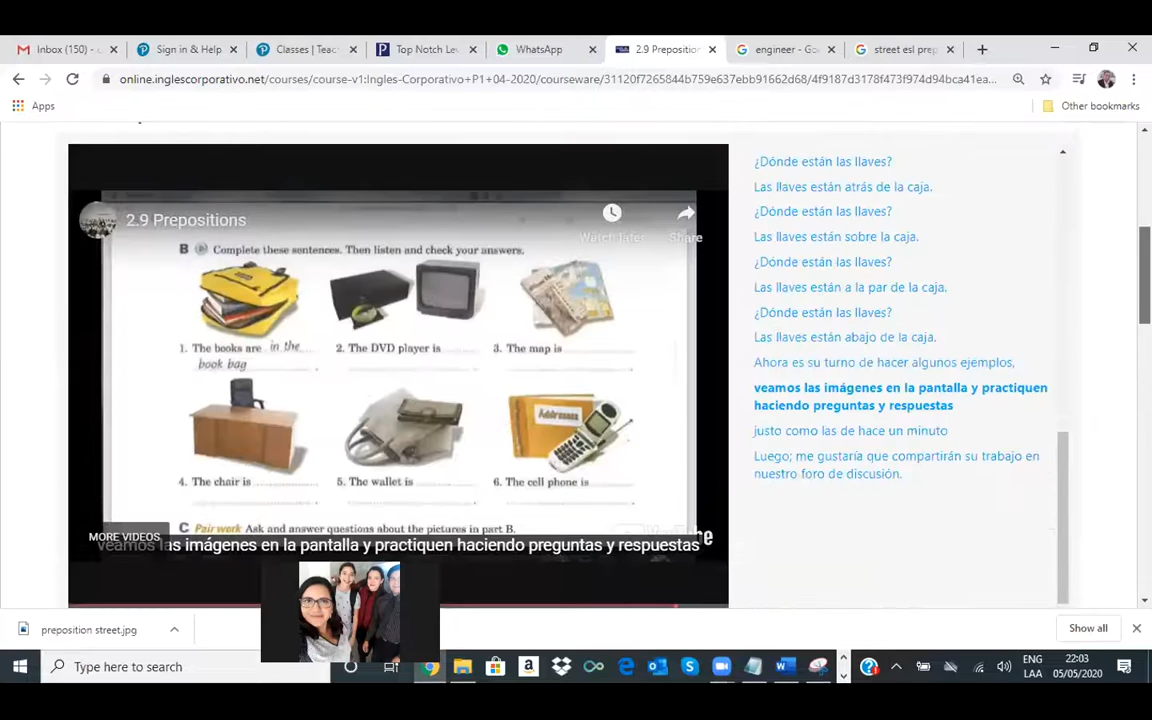 Inbox (150) - c
Sign in & Help
Classes | Teac
Top Notch Lev
WhatsApp
2.9 Preposition
engineer - Goo
street esl prep
online.inglescorporativo.net/courses/course-v1:Ingles-Corporativo+P1+04-2020/courseware/31120f7265844b759e637ebb91662d68/4f9187d3178f473f974d94bca41ea...
Apps
Other bookmarks
2.9 Prepositions
Watch later
Share
B Complete these sentences. Then listen and check your answers.
1. The books are in the
book bag
2. The DVD player is
3. The map is
Addresses
4. The chair is
5. The wallet is
6. The cell phone is
C Pair work Ask and answer questions about the pictures in part B.
MORE VIDEOS
veamos las imágenes en la pantalla y practiquen haciendo preguntas y respuestas
¿Dónde están las llaves?
Las llaves están atrás de la caja.
¿Dónde están las llaves?
Las llaves están sobre la caja.
¿Dónde están las llaves?
Las llaves están a la par de la caja.
¿Dónde están las llaves?
Las llaves están abajo de la caja.
Ahora es su turno de hacer algunos ejemplos,
veamos las imágenes en la pantalla y practiquen
haciendo preguntas y respuestas
justo como las de hace un minuto
Luego; me gustaría que compartirán su trabajo en
nuestro foro de discusión.
preposition street.jpg
Show all
Type here to search
ENG
LAA
22:03
05/05/2020